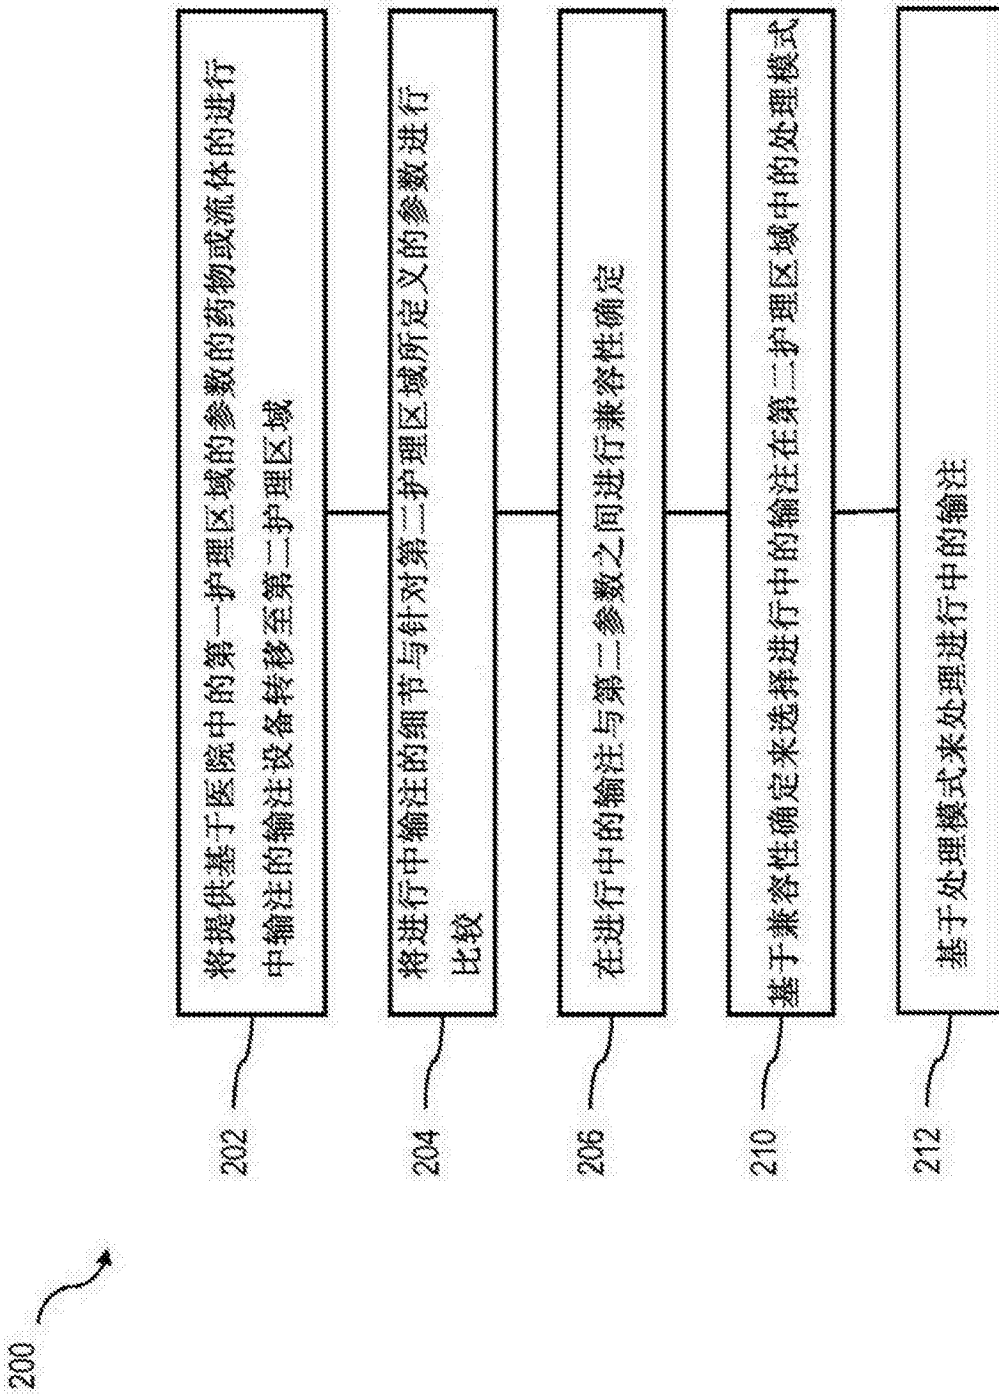 200
202
将提供基于医院中的第一护理区域的参数的药物或流体的进行
中输注的输注设备转移至第二护理区域
204
将进行中输注的细节与针对第二护理区域所定义的参数进行
比较
206
在进行中的输注与第二参数之间进行兼容性确定
210
基于兼容性确定来选择进行中的输注在第二护理区域中的处理模式
212
基于处理模式来处理进行中的输注